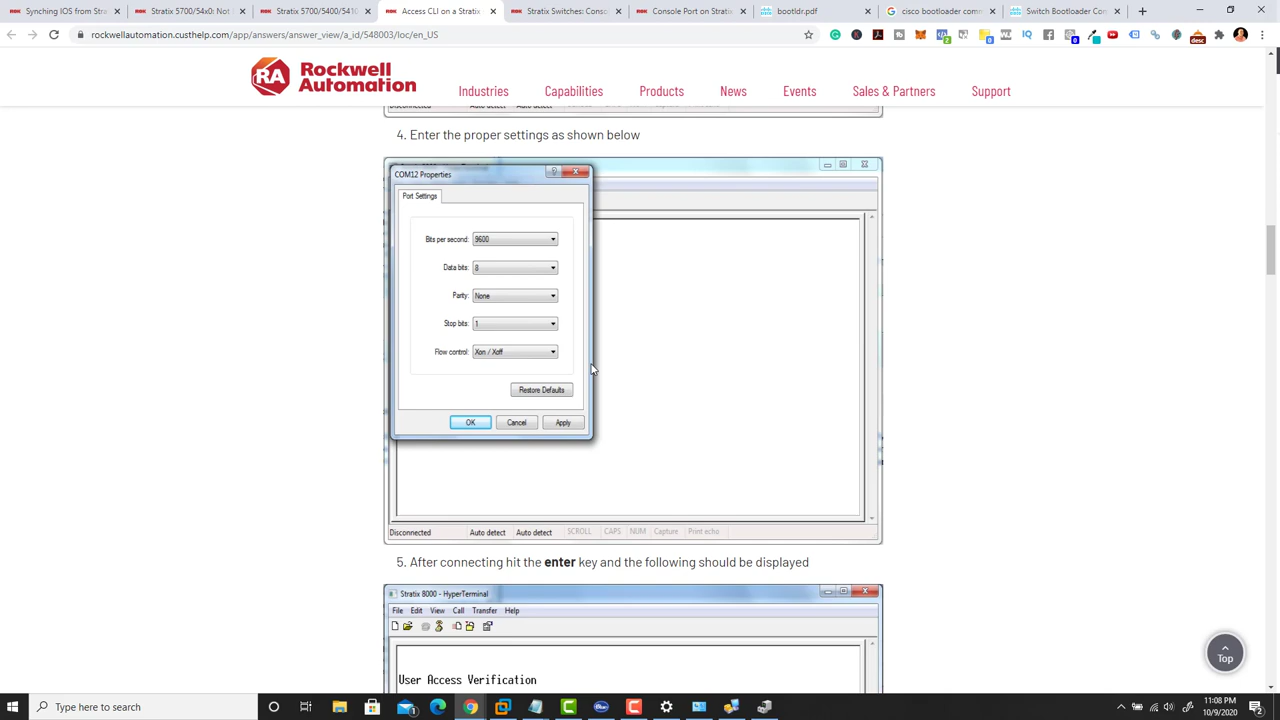 Synching IOS from Stra
Stratix 5700/54x0: Not
Stratix 5700/5400/5410
Access CLI on a Stratix
Stratix Switches: Consc
Console Port on Stratix
bootldr.pdf
cisco bootloader comm
Switch Bootloader Com
rockwellautomation.custhelp.com/app/answers/answer_view/a_id/548003/loc/en_US
Rockwell
Automation
RA
Industries
Capabilities
Products
News
Events
Sales & Partners
Support
4. Enter the proper settings as shown below
COM12 Properties
Port Settings
Bits per second: 9600
Data bits: 8
Parity: None
Stop bits: 1
Flow control: Xon / Xoff
Restore Defaults
OK Cancel Apply
Disconnected Auto detect Auto detect SCROLL CAPS NUM Capture Print echo
5. After connecting hit the enter key and the following should be displayed
Stratix 8000 - HyperTerminal
File Edit View Call Transfer Help
User Access Verification
Top
Type here to search
11:08 PM
10/9/2020